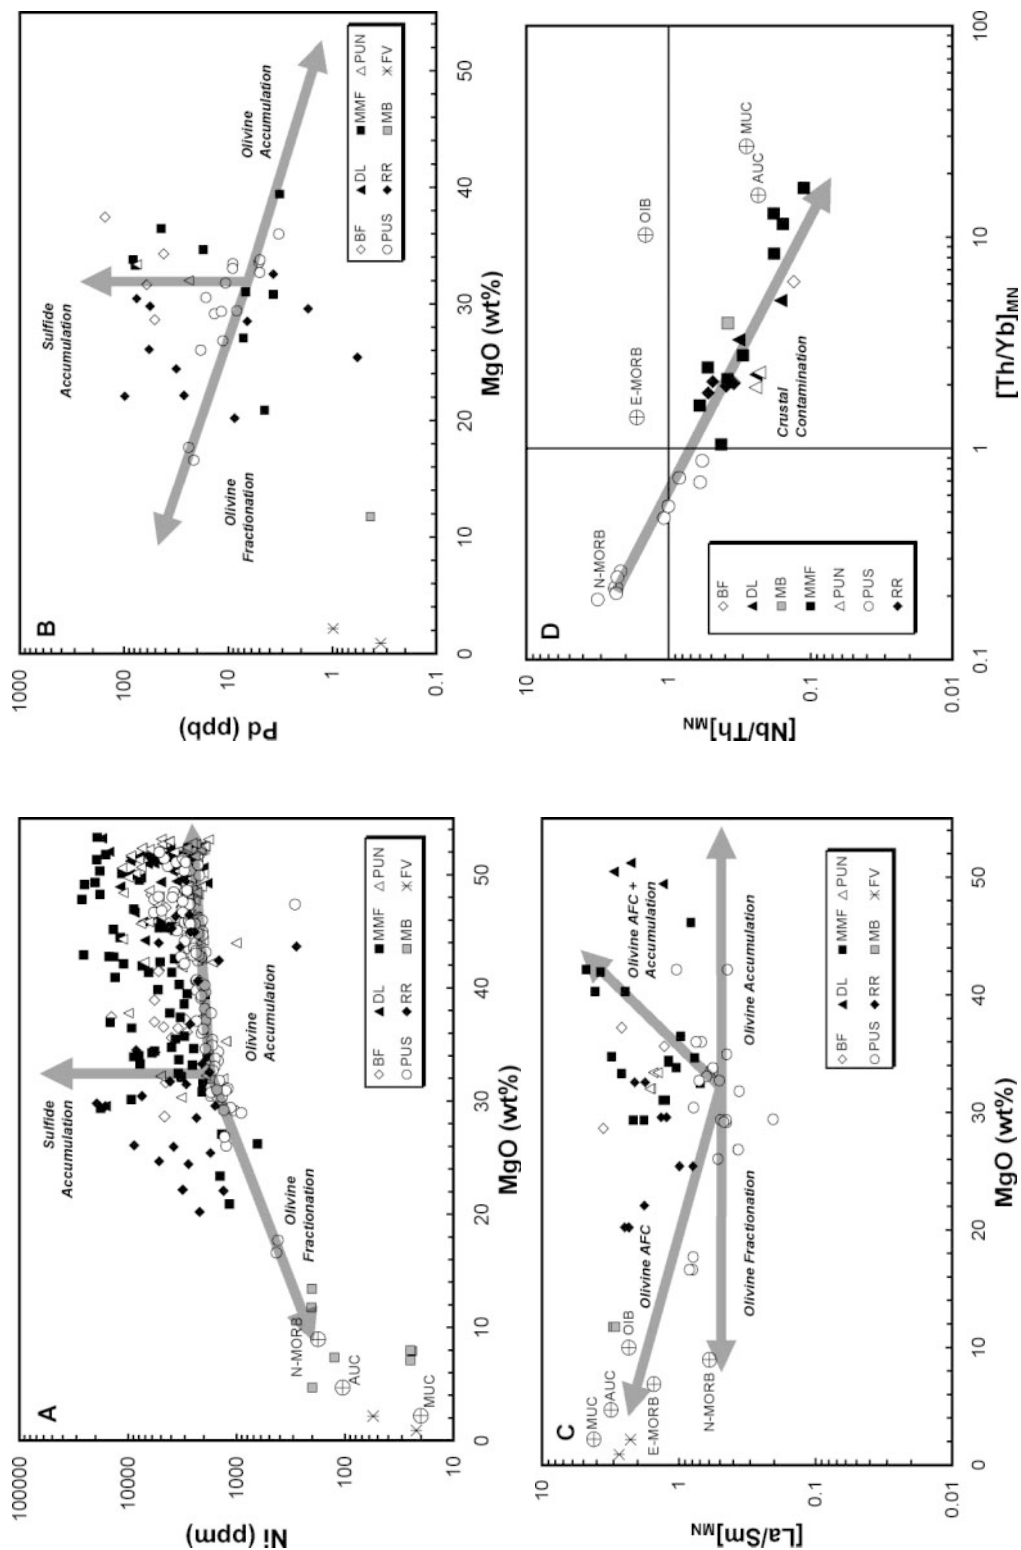 A
100000
10000
1000
100
10
Ni (ppm)
0
10
20
30
40
50
MgO (wt%)
Sulfide
Accumulation
Olivine
Accumulation
Olivine
Fractionation
N-MORB
AUC
MUC
BF
DL
MMF
PUN
PUS
RR
MB
FV
B
1000
100
10
1
0.1
Pd (ppb)
0
10
20
30
40
50
MgO (wt%)
Sulfide
Accumulation
Olivine
Accumulation
Olivine
Fractionation
BF
DL
MMF
PUN
PUS
RR
MB
FV
C
10
1
0.1
0.01
[La/Sm]MN
0
10
20
30
40
50
MgO (wt%)
MUC
AUC
OIB
E-MORB
N-MORB
Olivine AFC
Olivine AFC +
Accumulation
Olivine Fractionation
Olivine Accumulation
BF
DL
MMF
PUN
PUS
RR
MB
FV
D
10
1
0.1
0.01
[Nb/Th]MN
0.1
1
10
100
[Th/Yb]MN
N-MORB
E-MORB
OIB
MUC
AUC
Crustal
Contamination
BF
DL
MB
MMF
PUN
PUS
RR